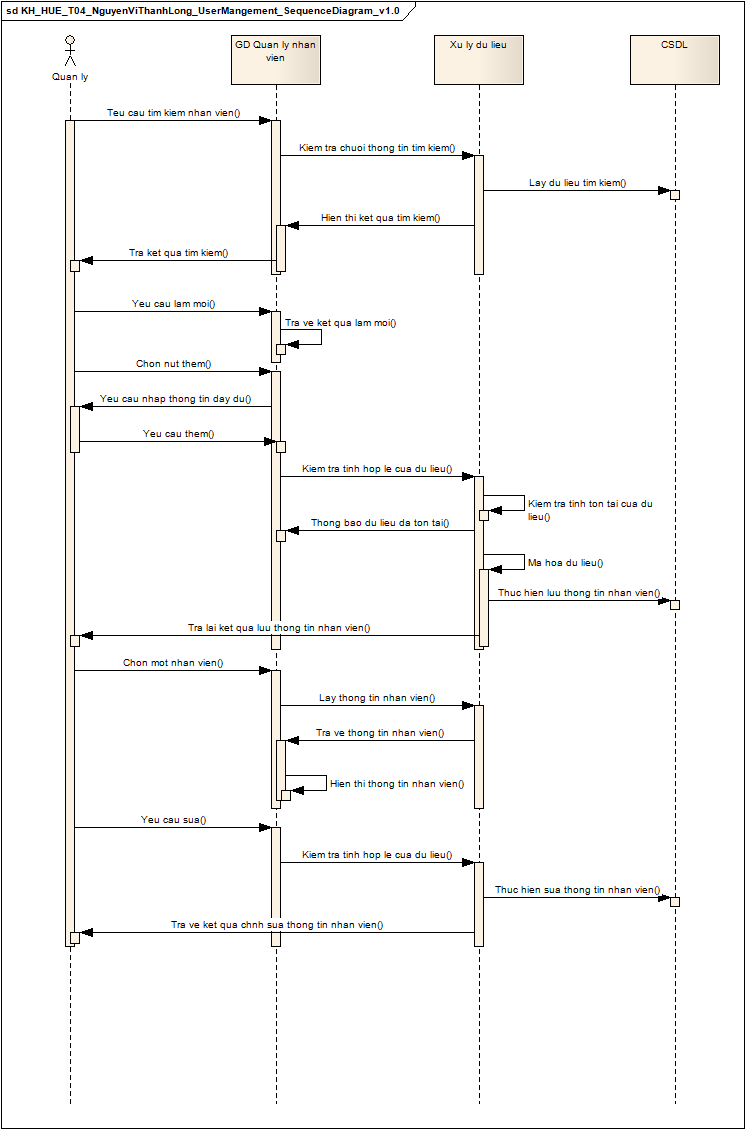 sd KH_HUE_T04_NguyenViThanhLong_UserMangement_SequenceDiagram_v1.0
Quan ly
GD Quan ly nhan
vien
Xu ly du lieu
CSDL
Teu cau tim kiem nhan vien()
Kiem tra chuoi thong tin tim kiem()
Lay du lieu tim kiem()
Hien thi ket qua tim kiem()
Tra ket qua tim kiem()
Yeu cau lam moi()
Tra ve ket qua lam moi()
Chon nut them()
Yeu cau nhap thong tin day du()
Yeu cau them()
Kiem tra tinh hop le cua du lieu()
Kiem tra tinh ton tai cua du
lieu()
Thong bao du lieu da ton tai()
Ma hoa du lieu()
Thuc hien luu thong tin nhan vien()
Tra lai ket qua luu thong tin nhan vien()
Chon mot nhan vien()
Lay thong tin nhan vien()
Tra ve thong tin nhan vien()
Hien thi thong tin nhan vien()
Yeu cau sua()
Kiem tra tinh hop le cua du lieu()
Thuc hien sua thong tin nhan vien()
Tra ve ket qua chnh sua thong tin nhan vien()